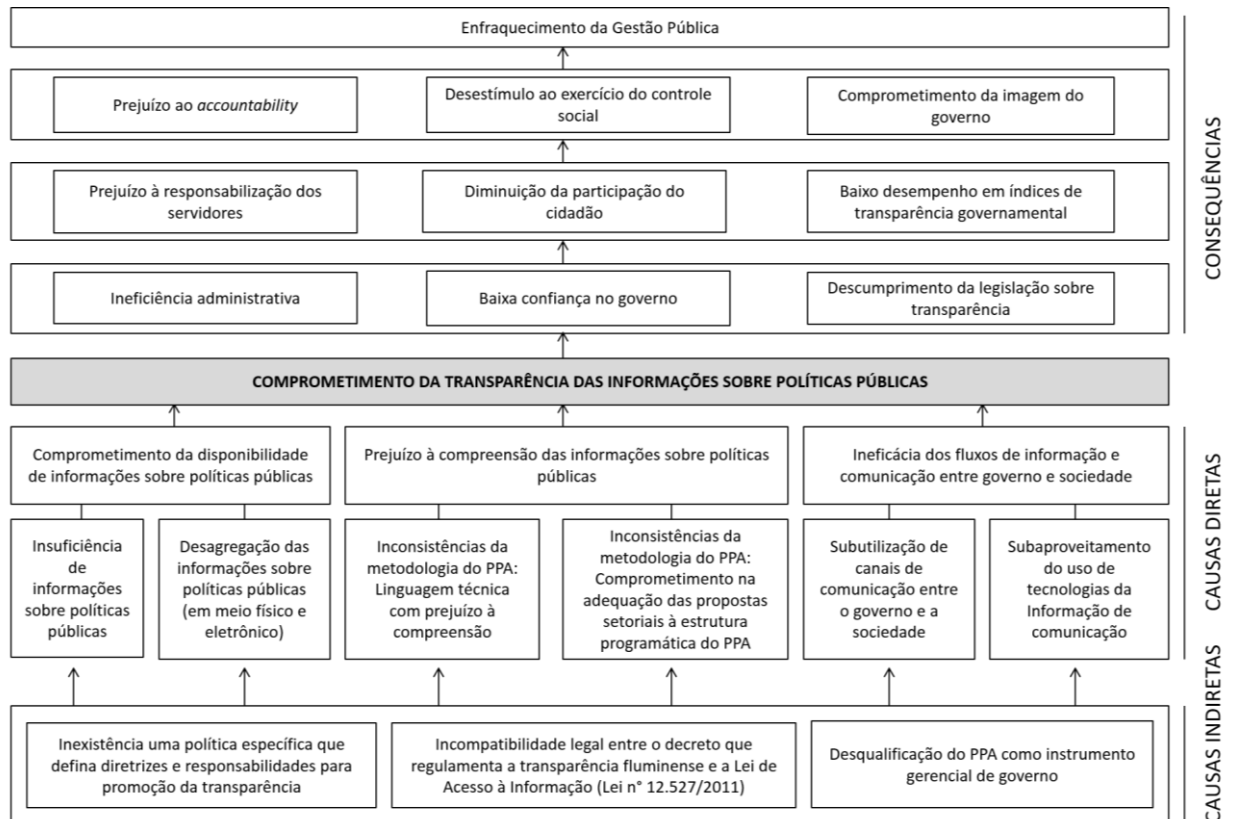 Enfraquecimento da Gestão Pública
Prejuízo ao accountability
Desestímulo ao exercício do controle
social
Comprometimento da imagem do
governo
Prejuízo à responsabilização dos
servidores
Diminuição da participação do
cidadão
Baixo desempenho em índices de
transparência governamental
Ineficiência administrativa
Baixa confiança no governo
Descumprimento da legislação sobre
transparência
CONSEQUÊNCIAS
COMPROMETIMENTO DA TRANSPARÊNCIA DAS INFORMAÇÕES SOBRE POLÍTICAS PÚBLICAS
Comprometimento da disponibilidade
de informações sobre políticas públicas
Prejuízo à compreensão das informações sobre políticas
públicas
Ineficácia dos fluxos de informação e
comunicação entre governo e sociedade
Insuficiência
de
informações
sobre políticas
públicas
Desagregação das
informações sobre
políticas públicas
(em meio físico e
eletrônico)
Inconsistências da
metodologia do PPA:
Linguagem técnica
com prejuízo à
compreensão
Inconsistências da
metodologia do PPA:
Comprometimento na
adequação das propostas
setoriais à estrutura
programática do PPA
Subutilização de
canais de
comunicação entre
o governo e a
sociedade
Subaproveitamento
do uso de
tecnologias da
Informação de
comunicação
CAUSAS DIRETAS
Inexistência uma política específica que
defina diretrizes e responsabilidades para
promoção da transparência
Incompatibilidade legal entre o decreto que
regulamenta a transparência fluminense e a Lei de
Acesso à Informação (Lei n° 12.527/2011)
Desqualificação do PPA como instrumento
gerencial de governo
CAUSAS INDIRETAS